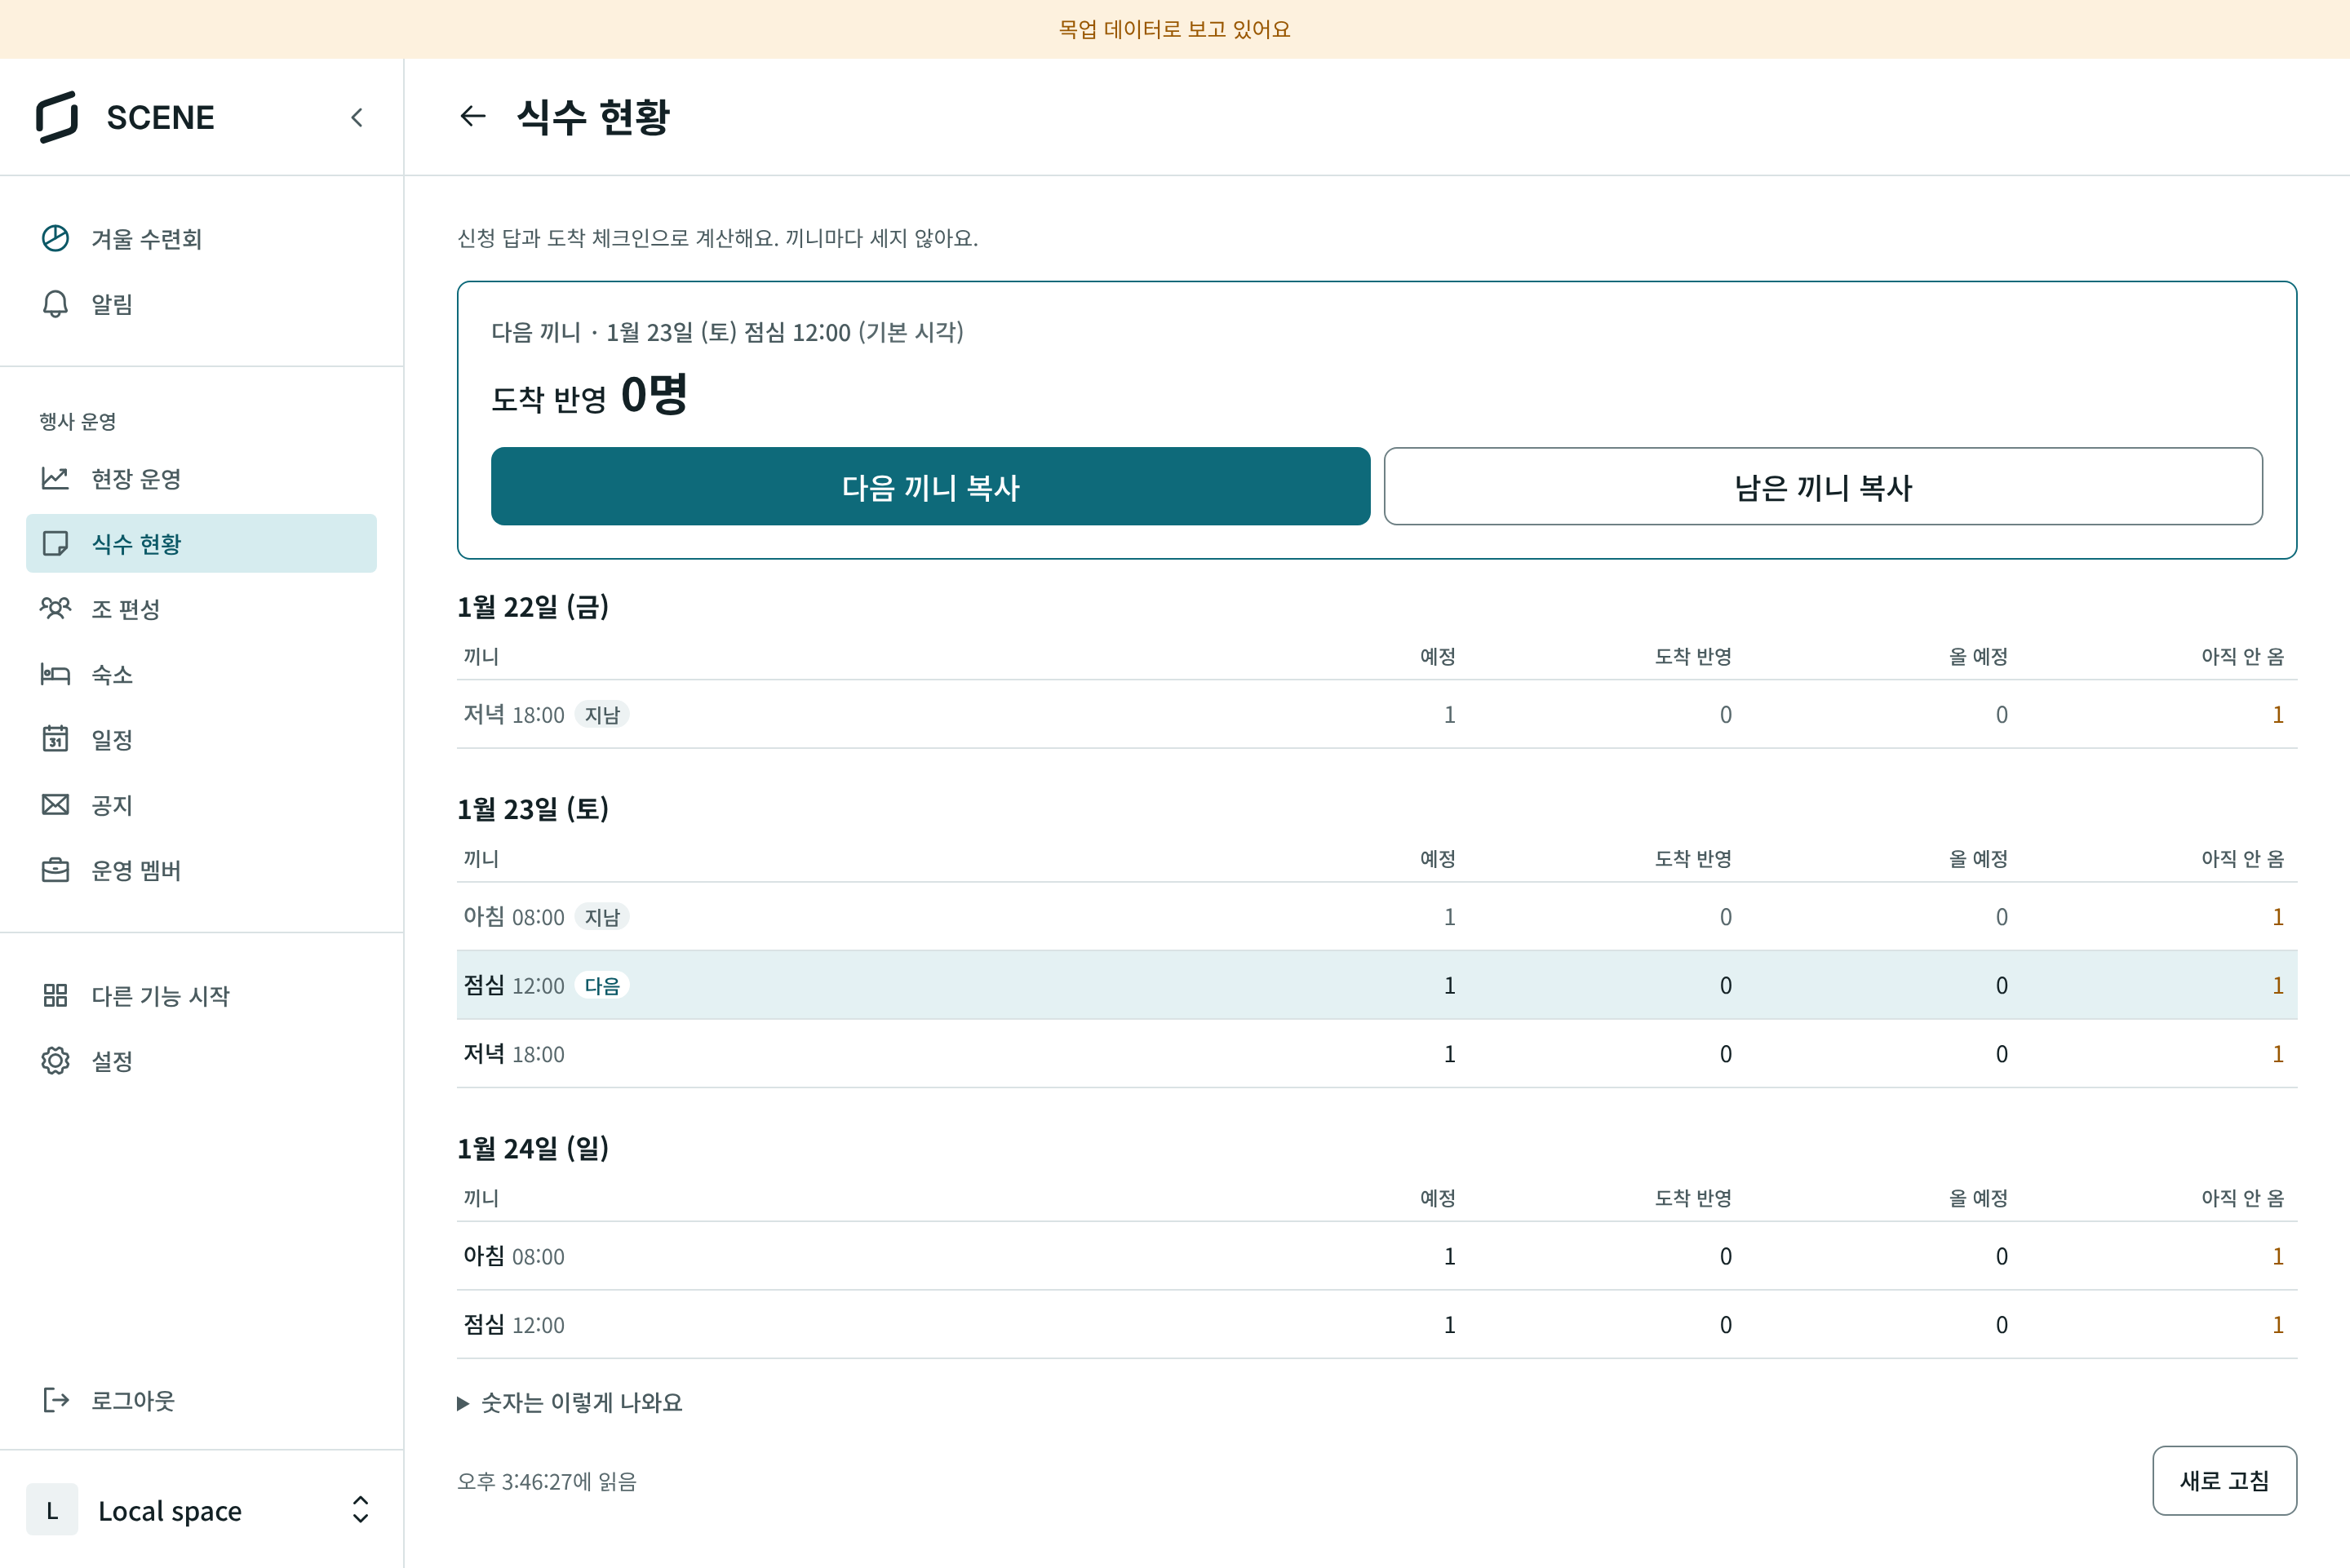 목업 데이터로 보고 있어요
SCENE
식수 현황
겨울 수련회
알림
행사 운영
현장 운영
식수 현황
조 편성
숙소
31
일정
공지
운영 멤버
다른 기능 시작
설정
로그아웃
L Local space
신청 답과 도착 체크인으로 계산해요. 끼니마다 세지 않아요.
다음 끼니 · 1월 23일 (토) 점심 12:00 (기본 시각)
도착 반영 0명
다음 끼니 복사 남은 끼니 복사
1월 22일 (금)
끼니 예정 도착 반영 올 예정 아직 안 옴
저녁 18:00 지남 1 0 0 1
1월 23일 (토)
끼니 예정 도착 반영 올 예정 아직 안 옴
아침 08:00 지남 1 0 0 1
점심 12:00 다음 1 0 0 1
저녁 18:00 1 0 0 1
1월 24일 (일)
끼니 예정 도착 반영 올 예정 아직 안 옴
아침 08:00 1 0 0 1
점심 12:00 1 0 0 1
숫자는 이렇게 나와요
오후 3:46:27에 읽음
새로 고침